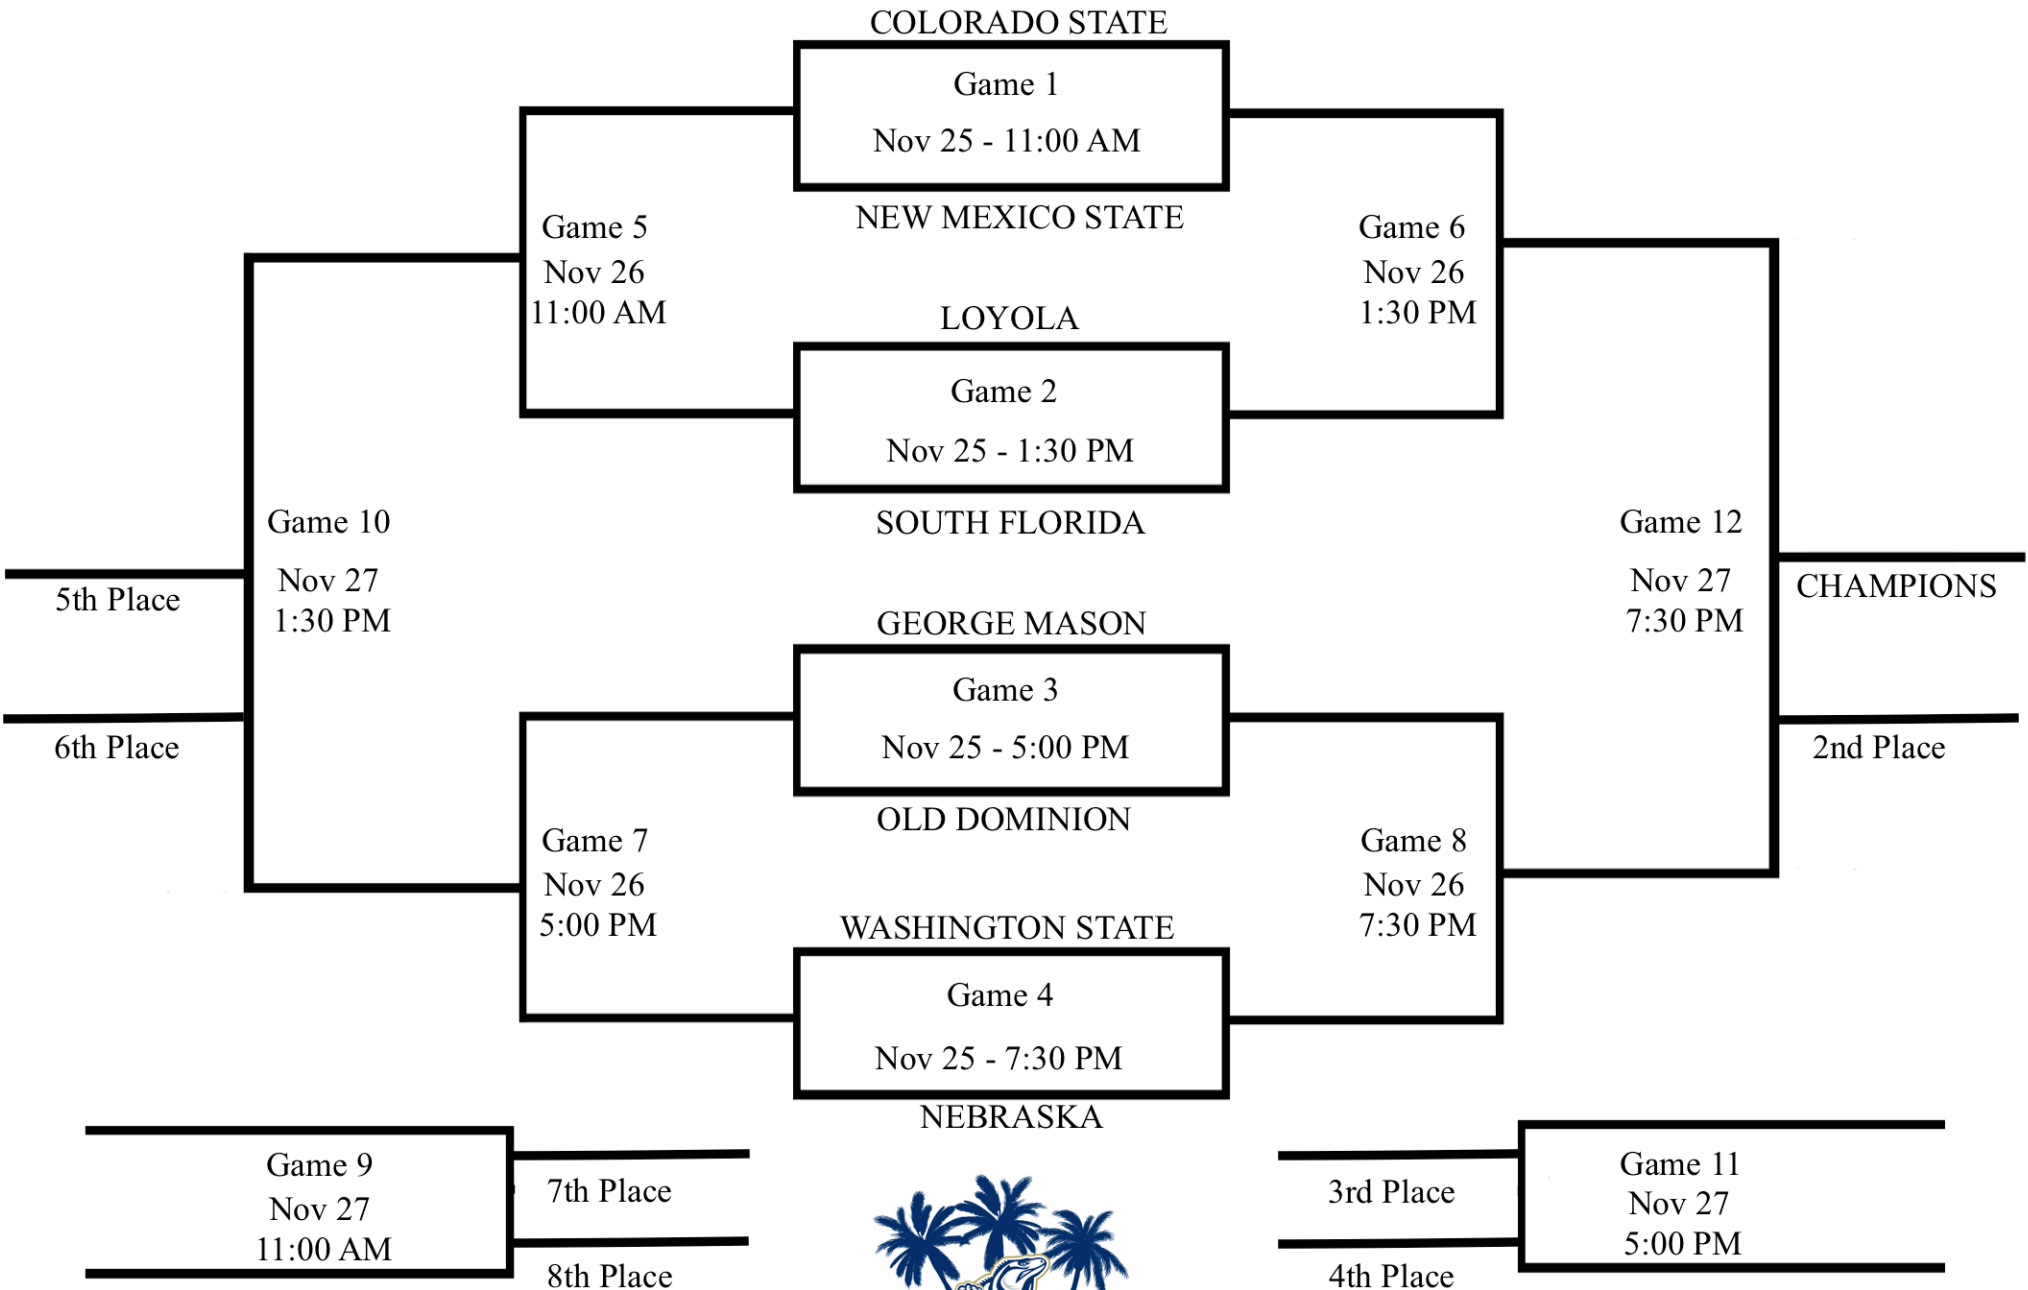 COLORADO STATE
Game 1
Nov 25 - 11:00 AM
NEW MEXICO STATE
Game 5
Nov 26
11:00 AM
Game 6
Nov 26
1:30 PM
LOYOLA
Game 2
Nov 25 - 1:30 PM
SOUTH FLORIDA
Game 10
Nov 27
1:30 PM
5th Place
6th Place
Game 12
Nov 27
7:30 PM
CHAMPIONS
2nd Place
GEORGE MASON
Game 3
Nov 25 - 5:00 PM
OLD DOMINION
Game 7
Nov 26
5:00 PM
Game 8
Nov 26
7:30 PM
WASHINGTON STATE
Game 4
Nov 25 - 7:30 PM
NEBRASKA
Game 9
Nov 27
11:00 AM
7th Place
8th Place
3rd Place
4th Place
Game 11
Nov 27
5:00 PM